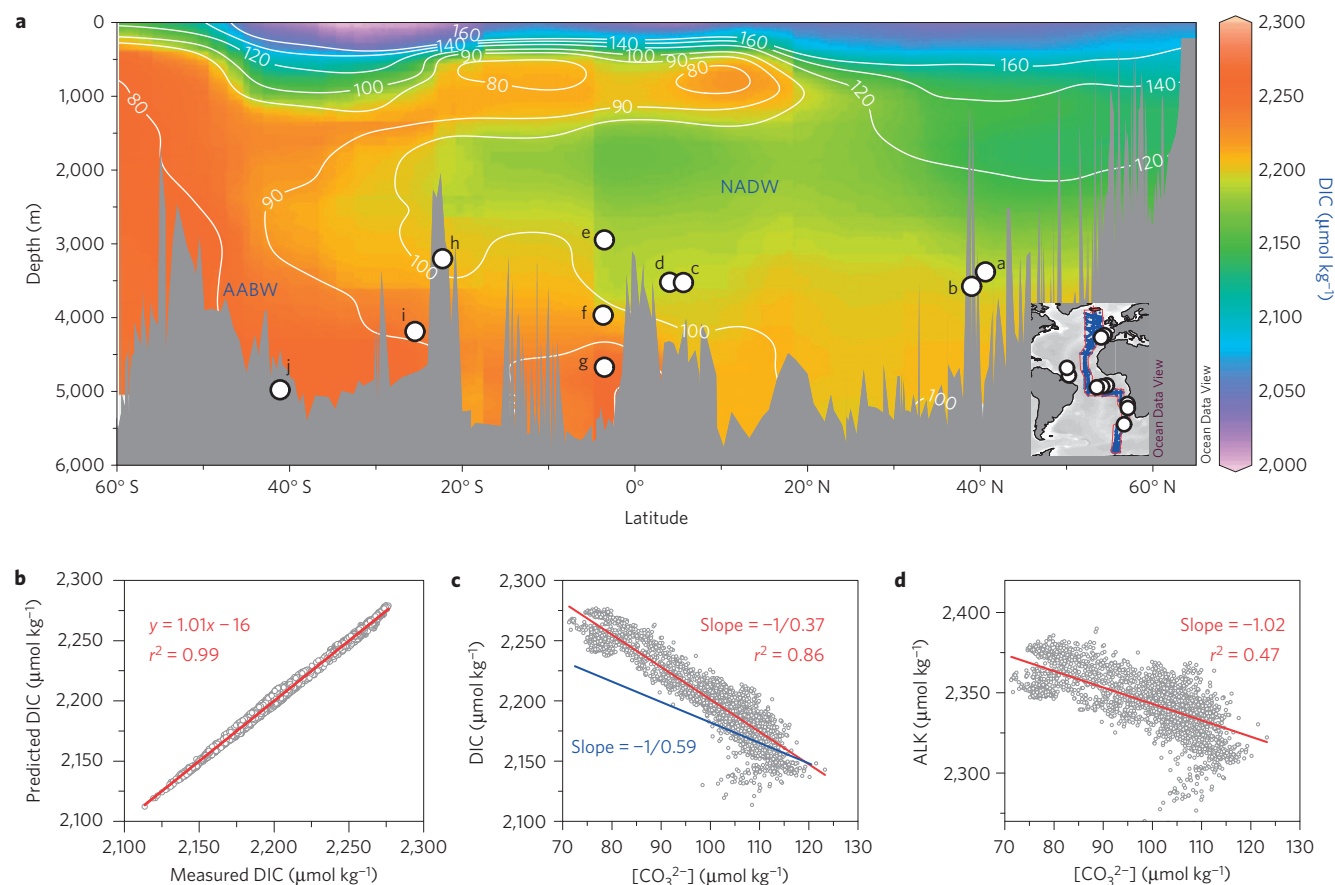 a
0
1,000
2,000
3,000
4,000
5,000
6,000
Depth (m)
60° S
40° S
20° S
0°
20° N
40° N
60° N
Latitude
160
140
120
100
80
90
80
90
160
140
100
90
80
90
160
160
140
120
120
90
100
100
100
NADW
AABW
a
b
c
d
e
f
g
h
i
j
Ocean Data View
Ocean Data View
2,300
2,250
2,200
2,150
2,100
2,050
2,000
DIC (μmol kg⁻¹)
b
2,300
2,250
2,200
2,150
2,100
Predicted DIC (μmol kg⁻¹)
y = 1.01x − 16
r² = 0.99
2,100
2,150
2,200
2,250
2,300
Measured DIC (μmol kg⁻¹)
c
2,300
2,250
2,200
2,150
2,100
DIC (μmol kg⁻¹)
Slope = −1/0.37
r² = 0.86
Slope = −1/0.59
70 80 90 100 110 120 130
[CO₃²⁻] (μmol kg⁻¹)
d
2,400
2,350
2,300
ALK (μmol kg⁻¹)
Slope = −1.02
r² = 0.47
70 80 90 100 110 120 130
[CO₃²⁻] (μmol kg⁻¹)